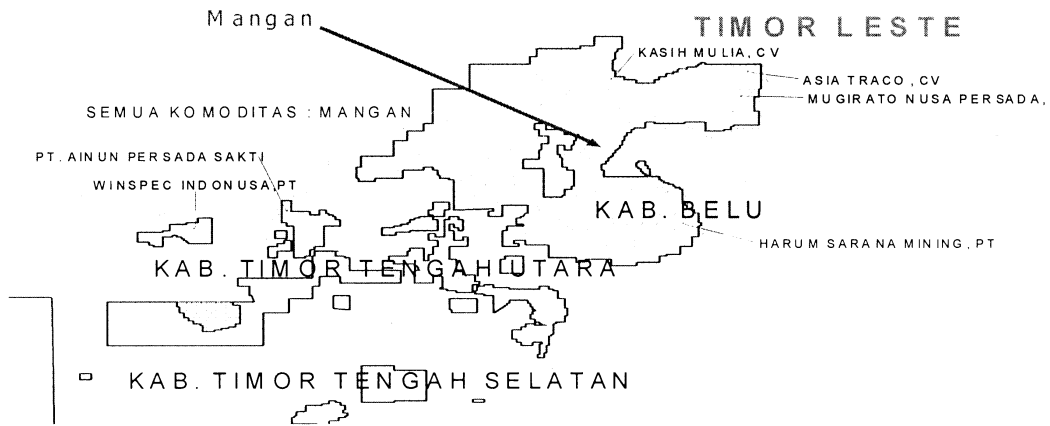 Mangan
TIMOR LESTE
KASIH MULIA, CV
ASIA TRACO, CV
MUGIRATO NUSA PERSADA,
SEMUA KOMODITAS : MANGAN
PT. AINUN PERSADA SAKTI
WINSPEC INDONUSA,PT
KAB. BELU
HARUM SARANA MINING, PT
KAB. TIMOR TENGAH UTARA
KAB. TIMOR TENGAH SELATAN